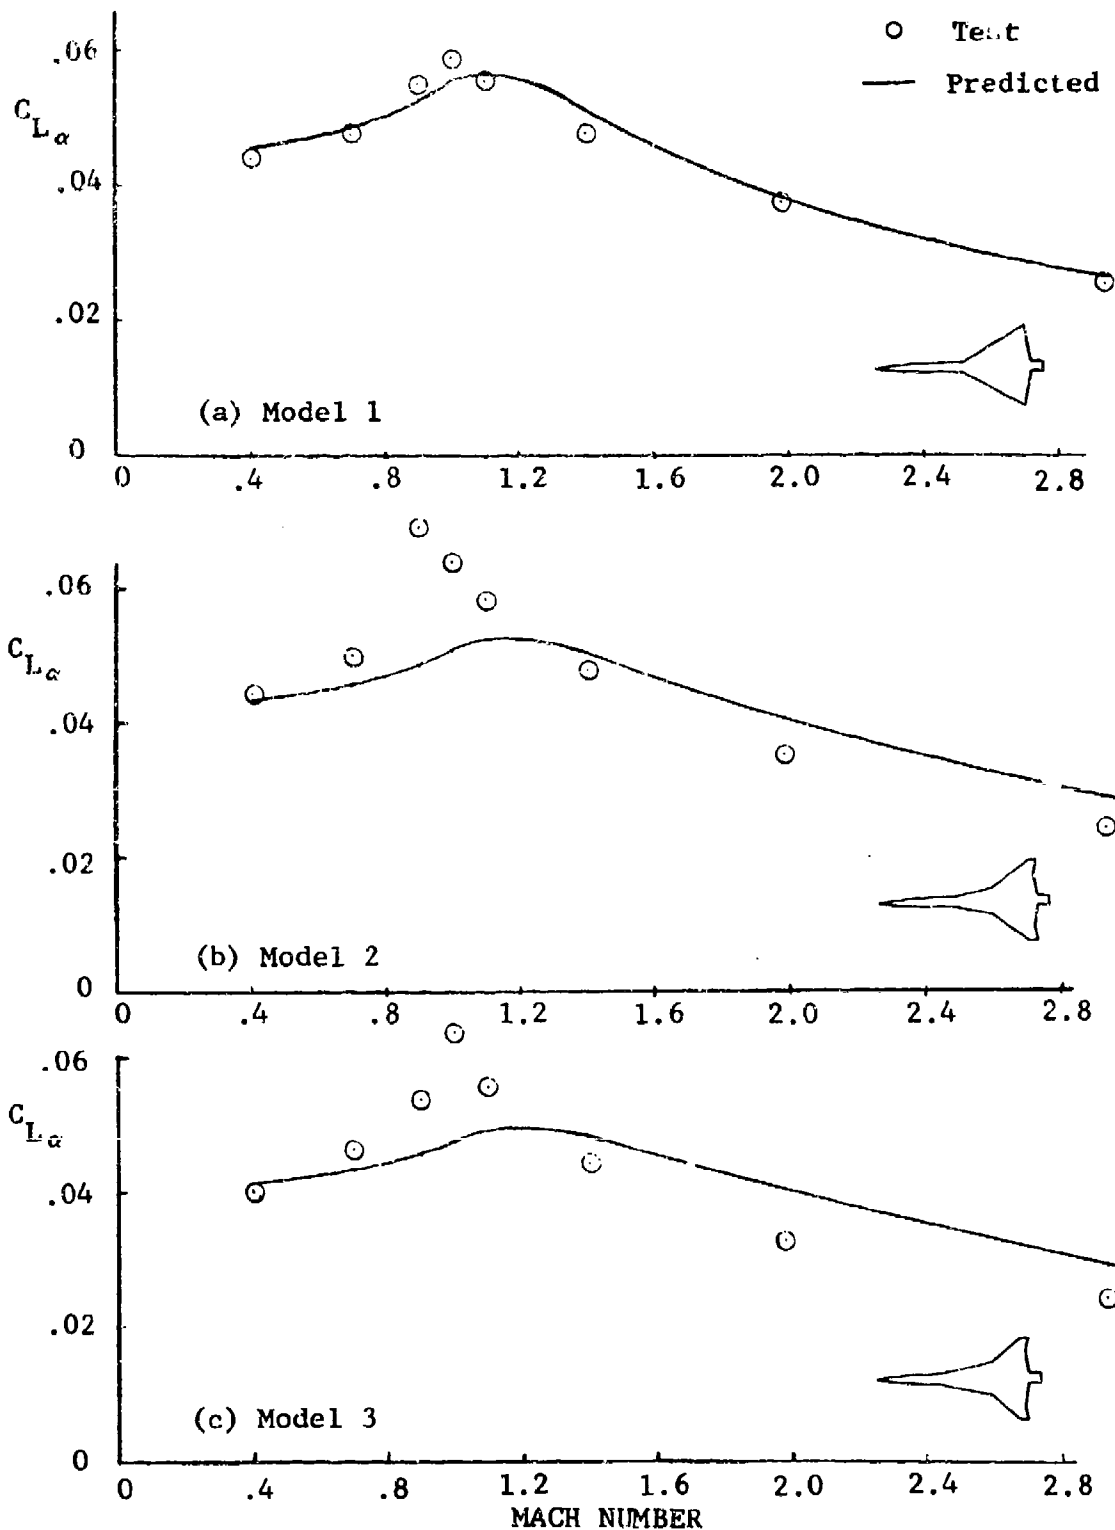 Test
Predicted
C_Lα
.06
.04
.02
0
(a) Model 1
0 .4 .8 1.2 1.6 2.0 2.4 2.8
C_Lα
.06
.04
.02
0
(b) Model 2
0 .4 .8 1.2 1.6 2.0 2.4 2.8
C_Lα
.06
.04
.02
0
(c) Model 3
0 .4 .8 1.2 1.6 2.0 2.4 2.8
MACH NUMBER